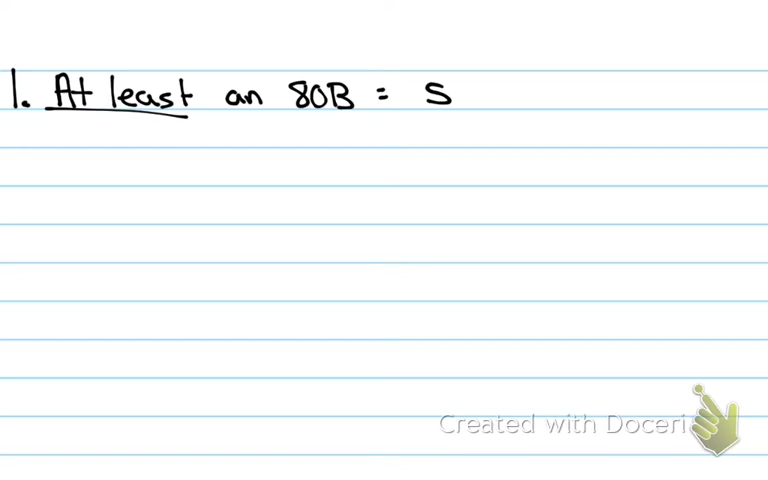 1. At least an 80B = S
Created with Doceri